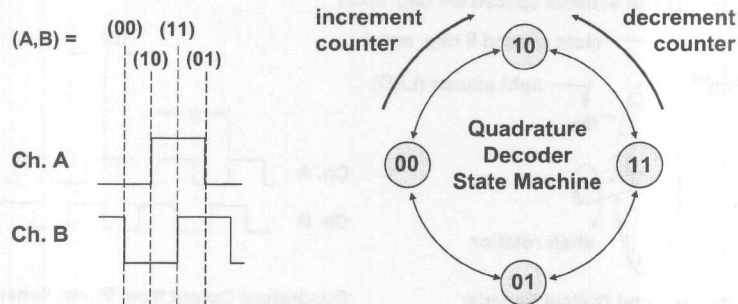 (A,B) =
(00) (11)
(10) (01)
Ch. A
Ch. B
increment
counter
decrement
counter
10
00
Quadrature
Decoder
State Machine
11
01